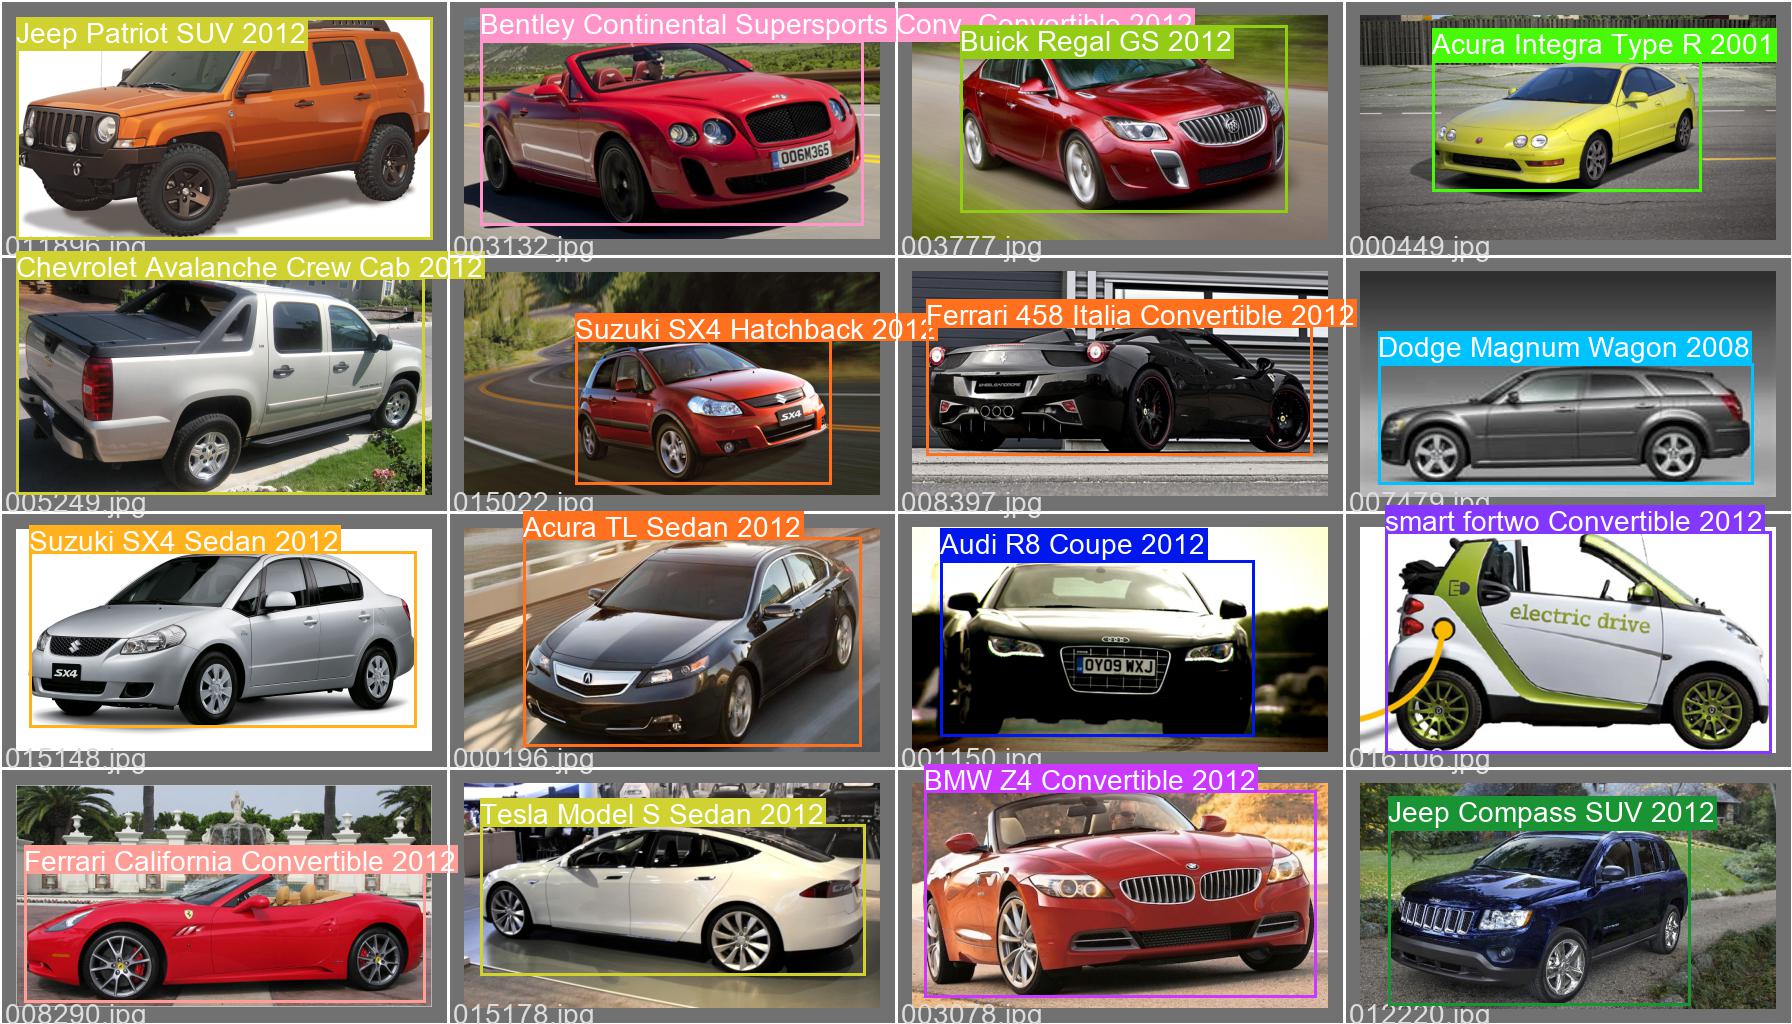 Jeep Patriot SUV 2012
Bentley Continental Supersports Conv. Convertible 2012
Buick Regal GS 2012
Acura Integra Type R 2001
006M365
011896.jpg
003132.jpg
003777.jpg
000449.jpg
Chevrolet Avalanche Crew Cab 2012
Suzuki SX4 Hatchback 2012
Ferrari 458 Italia Convertible 2012
Dodge Magnum Wagon 2008
WHEELSANDMORE
SX4
005249.jpg
015022.jpg
008397.jpg
007479.jpg
Suzuki SX4 Sedan 2012
Acura TL Sedan 2012
Audi R8 Coupe 2012
smart fortwo Convertible 2012
electric drive
OY09 WXJ
SX4
015148.jpg
000196.jpg
001150.jpg
016106.jpg
Ferrari California Convertible 2012
Tesla Model S Sedan 2012
BMW Z4 Convertible 2012
Jeep Compass SUV 2012
008290.jpg
015178.jpg
003078.jpg
012220.jpg